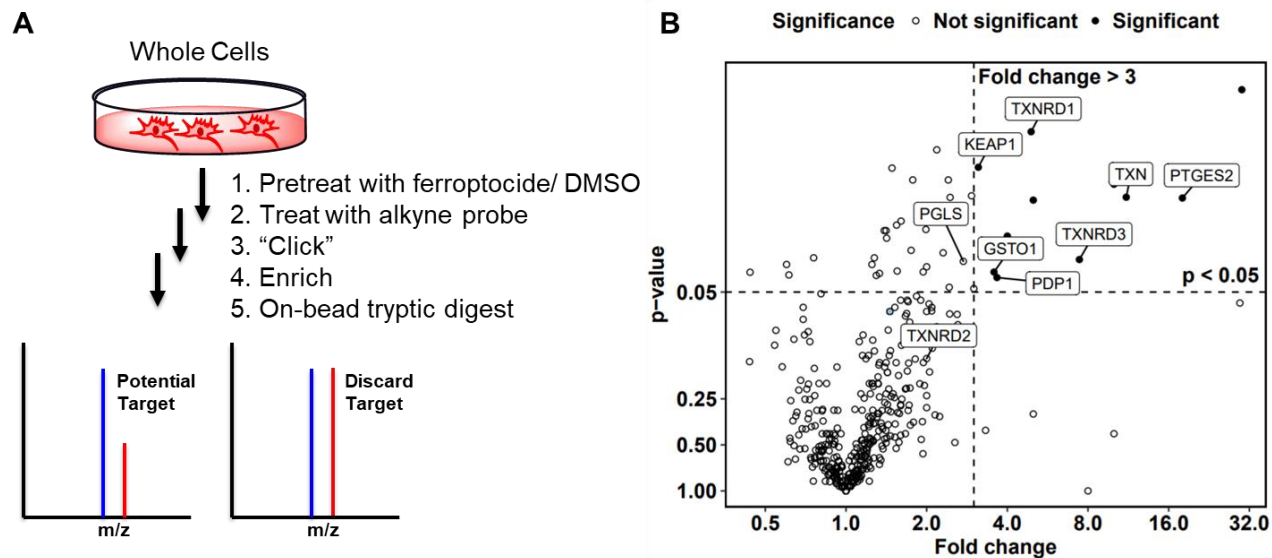 A
Whole Cells
1. Pretreat with ferroptocide/ DMSO
2. Treat with alkyne probe
3. “Click”
4. Enrich
5. On-bead tryptic digest
Potential
Target
m/z
Discard
Target
m/z
B
Significance Not significant Significant
Fold change > 3
TXNRD1
KEAP1
TXN
PTGES2
PGLS
TXNRD3
GSTO1
PDP1
p < 0.05
TXNRD2
p−value
0.05
0.25
0.50
1.00
0.5 1.0 2.0 4.0 8.0 16.0 32.0
Fold change